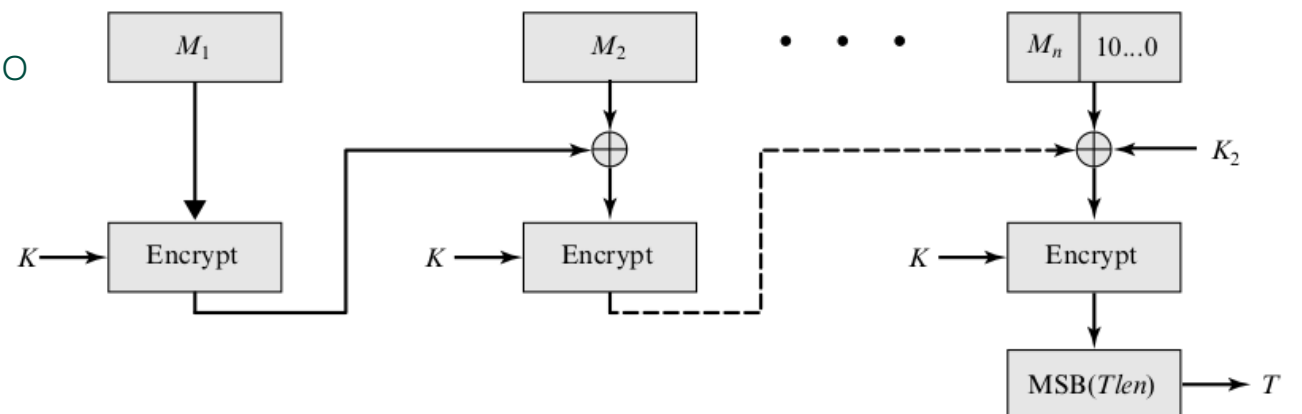 M₁ M₂ • • • Mₙ 10...0
O
K₂
K Encrypt K Encrypt K Encrypt
MSB(Tlen) T